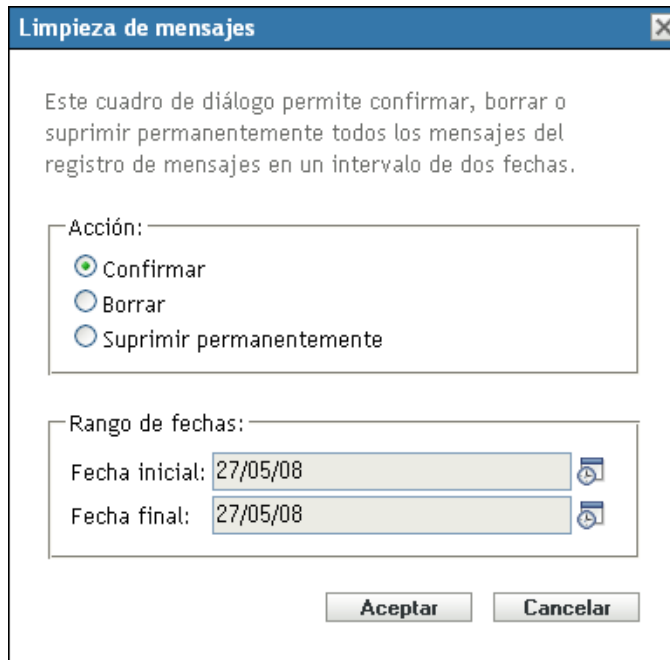 Limpieza de mensajes
Este cuadro de diálogo permite confirmar, borrar o
suprimir permanentemente todos los mensajes del
registro de mensajes en un intervalo de dos fechas.
Acción:
Confirmar
Borrar
Suprimir permanentemente
Rango de fechas:
Fecha inicial: 27/05/08
Fecha final: 27/05/08
Aceptar Cancelar